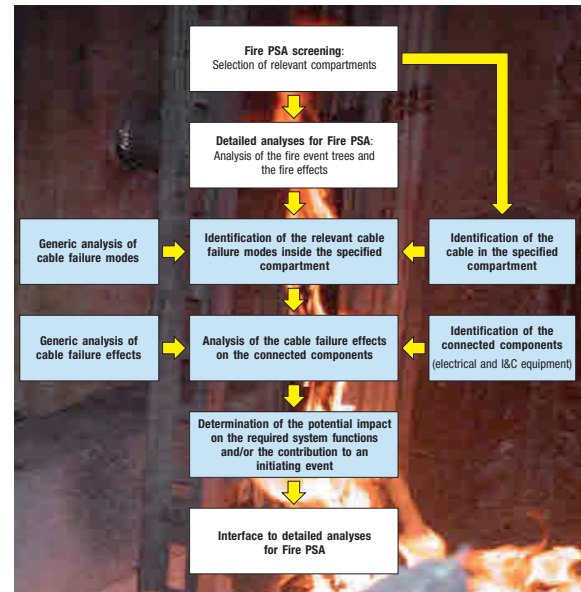 Fire PSA screening:
Selection of relevant compartments
Detailed analyses for Fire PSA:
Analysis of the fire event trees and
the fire effects
Generic analysis of
cable failure modes
Identification of the relevant cable
failure modes inside the specified
compartment
Identification of the
cable in the specified
compartment
Generic analysis of
cable failure effects
Analysis of the cable failure effects
on the connected components
Identification of the
connected components
(electrical and I&C equipment)
Determination of the potential impact
on the required system functions
and/or the contribution to an
initiating event
Interface to detailed analyses
for Fire PSA